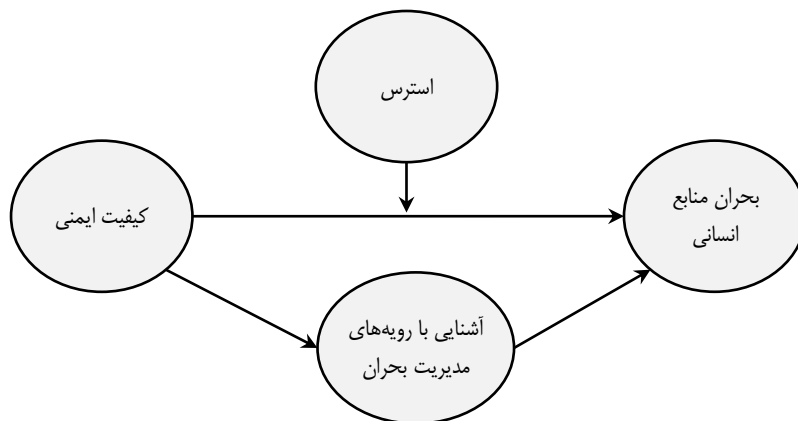 استرس
کیفیت ایمنی
بحران منابع
انسانی
آشنایی با رویه‌های
مدیریت بحران